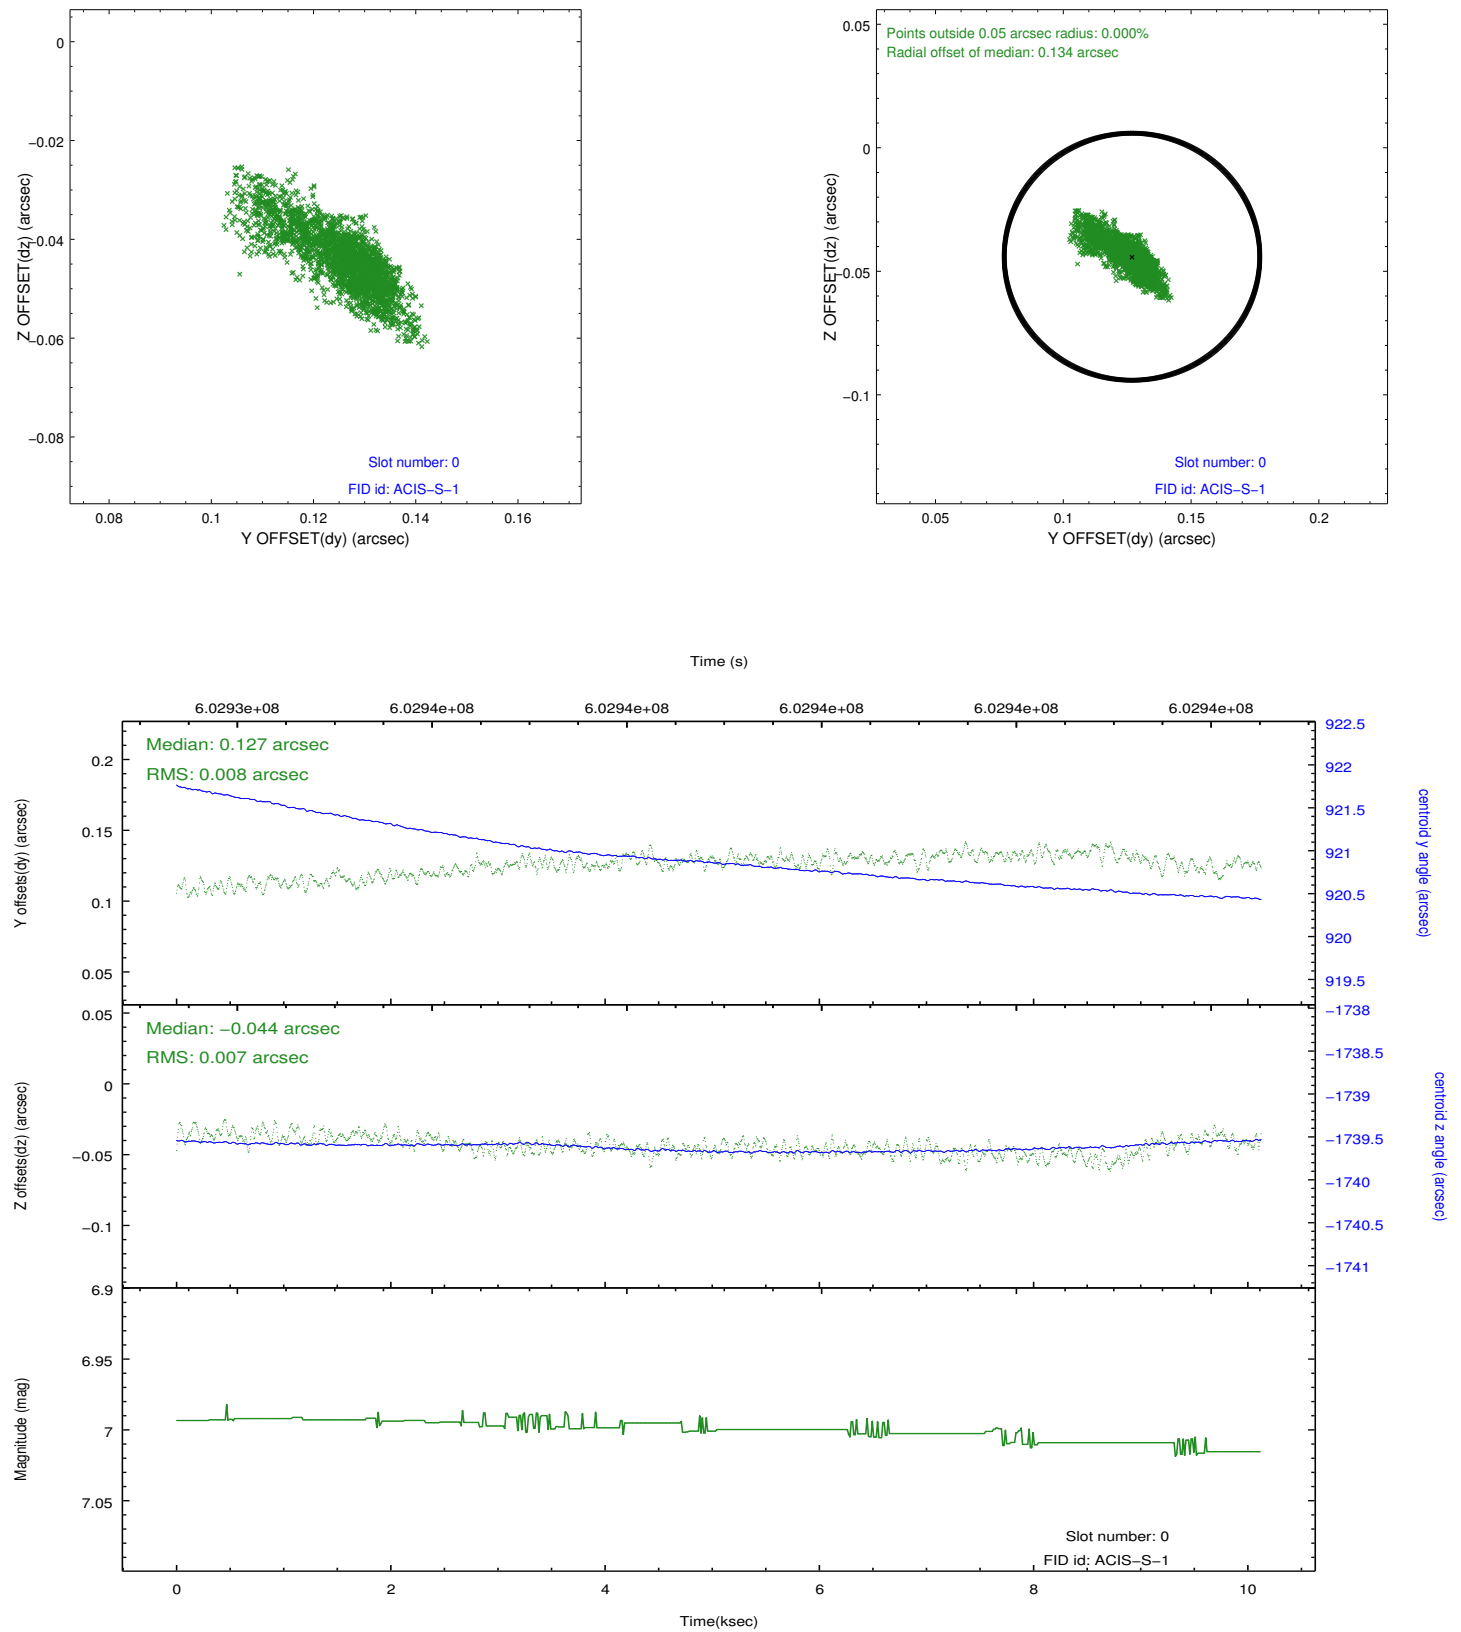 0
−0.02
−0.04
−0.06
−0.08
Z OFFSET(dz) (arcsec)
Slot number: 0
FID id: ACIS−S−1
0.08 0.1 0.12 0.14 0.16
Y OFFSET(dy) (arcsec)
Points outside 0.05 arcsec radius: 0.000%
Radial offset of median: 0.134 arcsec
0.05
0
−0.05
−0.1
Z OFFSET(dz) (arcsec)
Slot number: 0
FID id: ACIS−S−1
0.05 0.1 0.15 0.2
Y OFFSET(dy) (arcsec)
Time (s)
6.0293e+08 6.0294e+08 6.0294e+08 6.0294e+08 6.0294e+08 6.0294e+08
Median: 0.127 arcsec
RMS: 0.008 arcsec
0.2
0.15
0.1
0.05
Y offsets(dy) (arcsec)
922.5
922
921.5
921
920.5
920
919.5
centroid y angle (arcsec)
Median: −0.044 arcsec
RMS: 0.007 arcsec
0.05
0
−0.05
−0.1
Z offsets(dz) (arcsec)
−1738
−1738.5
−1739
−1739.5
−1740
−1740.5
−1741
centroid z angle (arcsec)
6.9
6.95
7
7.05
Magnitude (mag)
Slot number: 0
FID id: ACIS−S−1
0 2 4 6 8 10
Time(ksec)